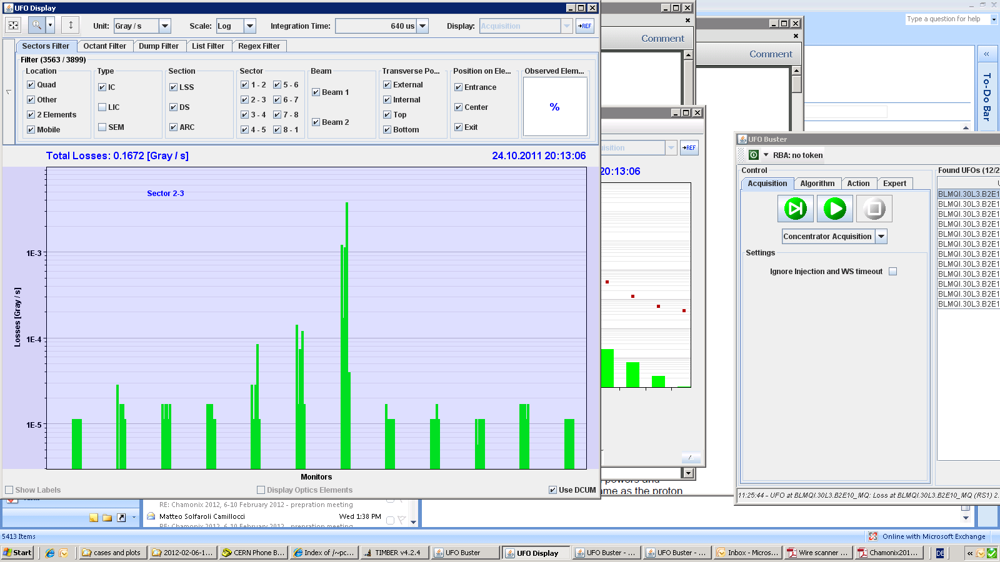 UFO Display
Unit: Gray / s Scale: Log Integration Time: 640 us Display: Acquisition →REF
Sectors Filter Octant Filter Dump Filter List Filter Regex Filter
Filter (3563 / 3899)
Location Type Section Sector Beam Transverse Po... Position on Ele... Observed Elem...
Quad IC LSS 1 - 2 5 - 6 Beam 1 External Entrance
Other LIC DS 2 - 3 6 - 7 Beam 2 Internal Center %
2 Elements SEM ARC 3 - 4 7 - 8 Top Exit
Mobile 4 - 5 8 - 1 Bottom
Total Losses: 0.1672 [Gray / s] 24.10.2011 20:13:06
Sector 2-3
1E-3
1E-4
1E-5
Losses [Gray / s]
Monitors
Show Labels Display Optics Elements Use DCUM
Comment
Comment
Type a question for help
To-Do Bar
«
isition →REF
20:13:06
powers and
ame as the proton
UFO Buster
RBA: no token
Control
Acquisition Algorithm Action Expert
Concentrator Acquisition
Settings
Ignore Injection and WS timeout
Found UFOs (12/2
BLMQI.30L3.B2E1
BLMQI.30L3.B2E1
BLMQI.30L3.B2E1
BLMQI.30L3.B2E1
BLMQI.30L3.B2E1
BLMQI.30L3.B2E1
BLMQI.30L3.B2E1
BLMQI.30L3.B2E1
BLMQI.30L3.B2E1
BLMQI.30L3.B2E1
BLMQI.30L3.B2E1
BLMQI.30L3.B2E1
11:25:44 - UFO at BLMQI.30L3.B2E10_MQ: Loss at BLMQI.30L3.B2E10_MQ (RS1) 2.
RE: Chamonix 2012, 6-10 February 2012 - prepration meeting
Matteo Solfaroli Camillocci Wed 1:38 PM
RE: Chamonix 2012, 6-10 February 2012 - prepration meeting
5413 Items Online with Microsoft Exchange
Start cases and plots 2012-02-06-1... CERN Phone B... Index of /~pc... TIMBER v4.2.4 UFO Buster UFO Display UFO Buster - ... UFO Buster - ... Inbox - Micros... Wire scanner ... Chamonix201... DE «